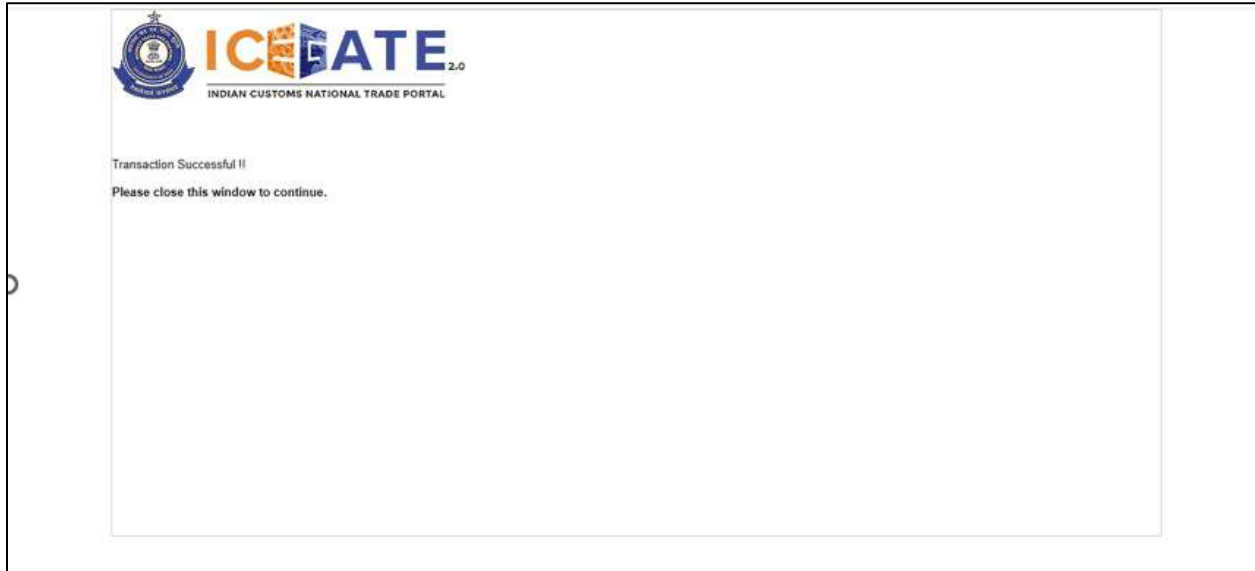 ICEGATE 2.0
INDIAN CUSTOMS NATIONAL TRADE PORTAL
Transaction Successful !!
Please close this window to continue.